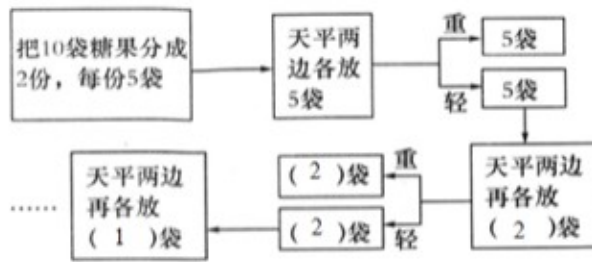 把10袋糖果分成
2份，每份5袋
天平两
边各放
5袋
重
5袋
轻
5袋
天平两边
再各放
( 2 )袋
重
( 2 )袋
轻
( 2 )袋
天平两边
再各放
( 1 )袋
……